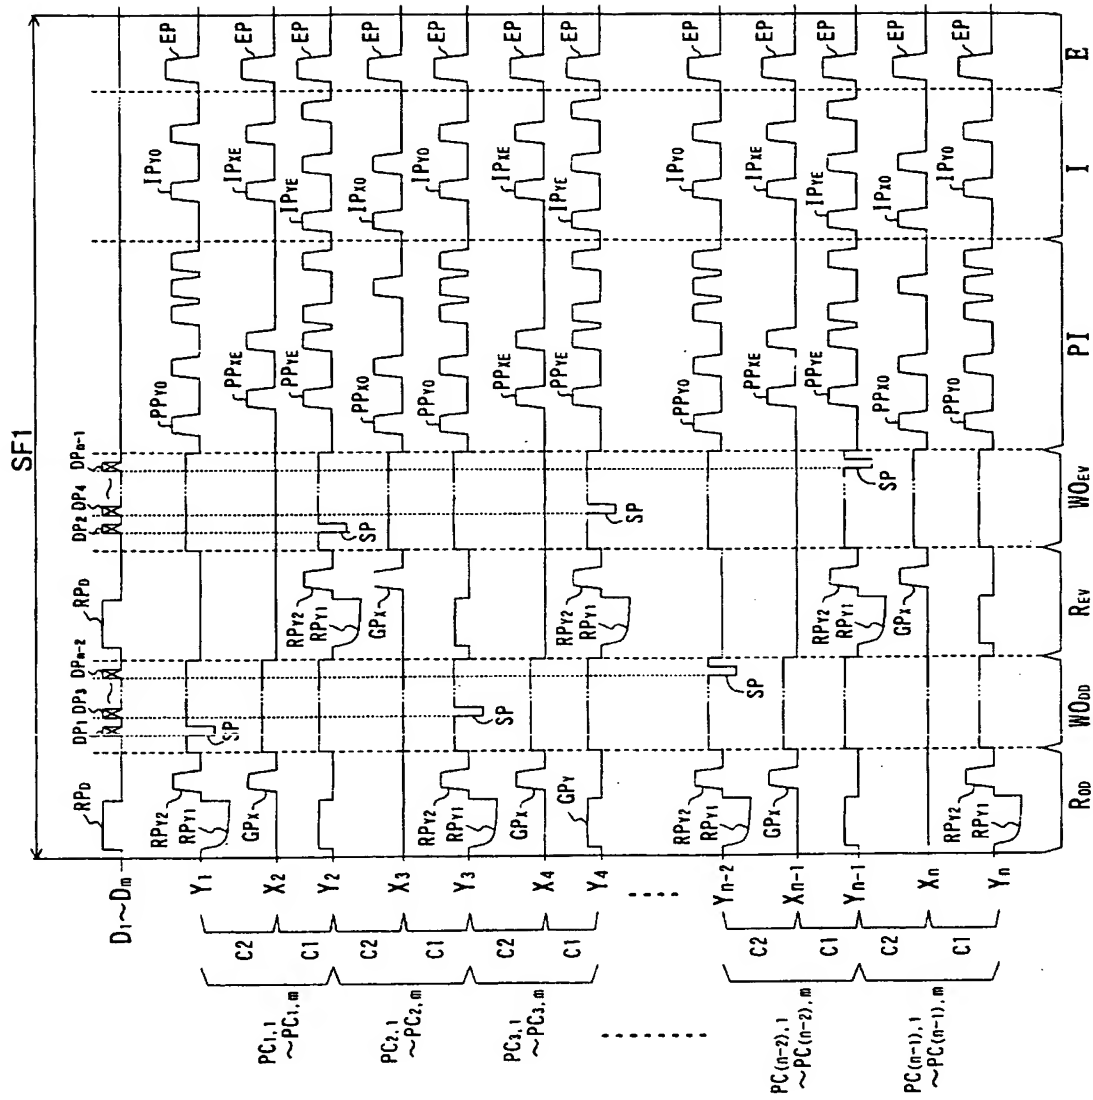 SF1
D1~Dm RPD DP1 DP3 DPn-2 RPD DP2 DP4 DPn-1
Y1 RPY2 RPY1 SP PPYO IPYO EP
C2
X2 GPX PPXE IPXE EP
C1
Y2 RPY2 RPY1 SP PPYE IPYE EP
PC1,1
~PC1,m
C2
X3 GPX PPXO IPXO EP
C1
Y3 RPY2 RPY1 SP PPYO IPYO EP
PC2,1
~PC2,m
C2
X4 GPX PPXE IPXE EP
C1
Y4 GPY RPY2 RPY1 SP PPYE IPYE EP
PC3,1
~PC3,m
Yn-2 RPY2 RPY1 SP PPYO IPYO EP
C2
Xn-1 GPX PPXE IPXE EP
C1
Yn-1 RPY2 RPY1 SP PPYE IPYE EP
PC(n-2),1
~PC(n-2),m
C2
Xn GPX PPXO IPXO EP
C1
Yn RPY2 RPY1 PPYO IPYO EP
PC(n-1),1
~PC(n-1),m
ROD WOOD REV WOEV PI I E